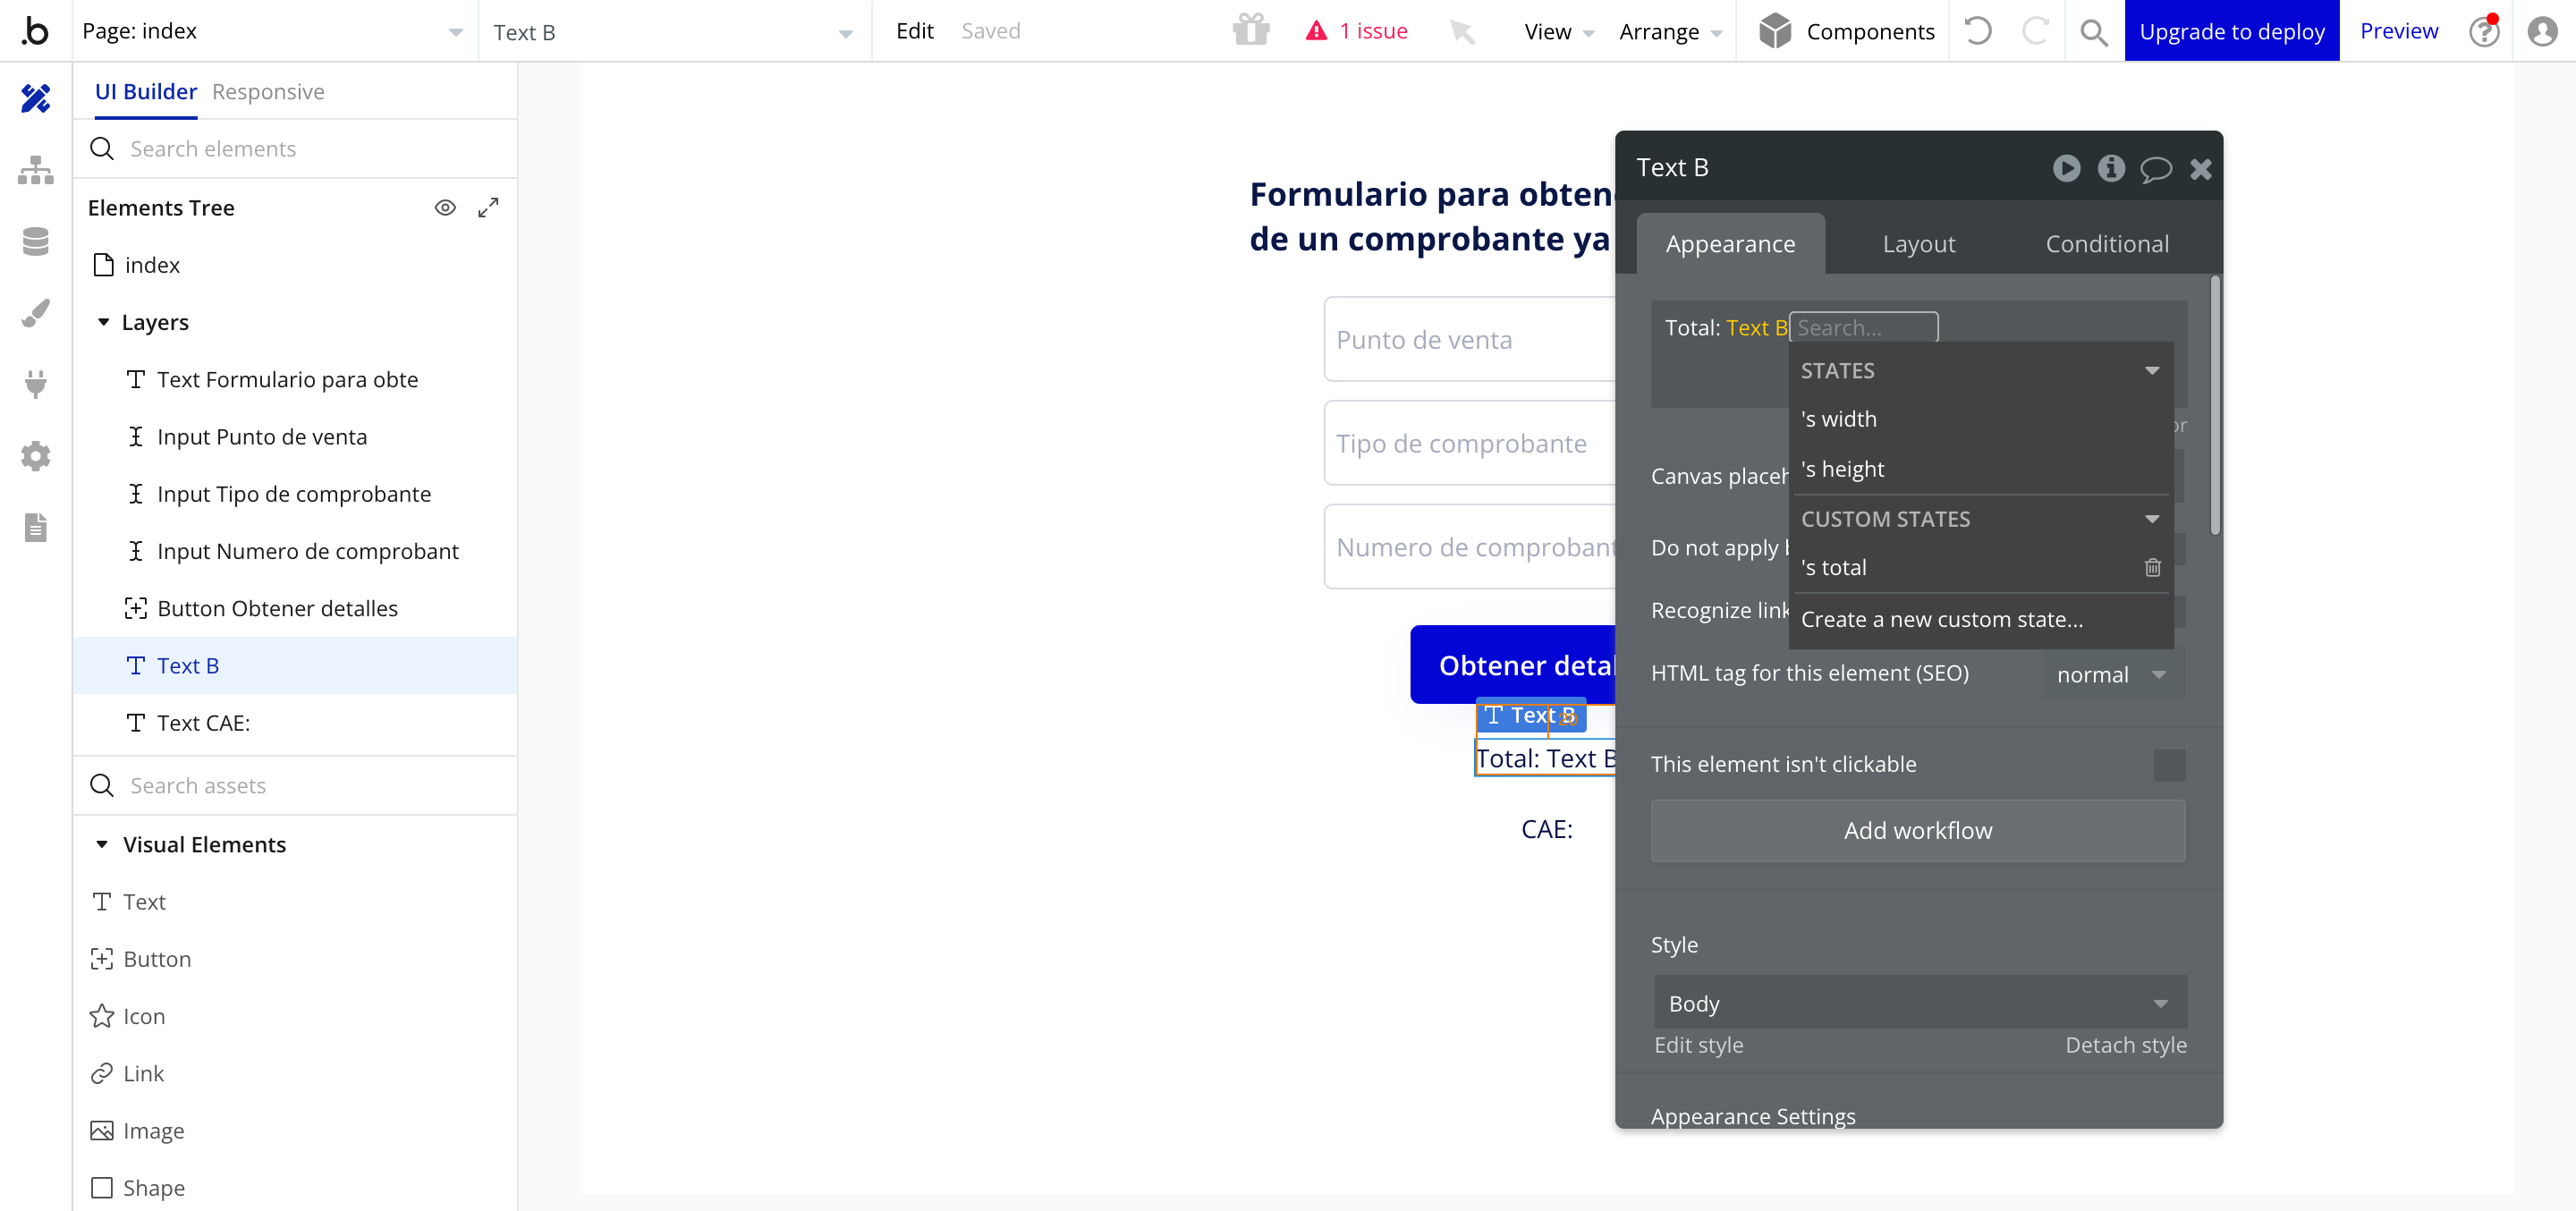 .b
Page: index
Text B
Edit
Saved
1 issue
View
Arrange
Components
Upgrade to deploy
Preview
UI Builder
Responsive
Search elements
Elements Tree
index
Layers
Text Formulario para obte
Input Punto de venta
Input Tipo de comprobante
Input Numero de comprobant
Button Obtener detalles
Text B
Text CAE:
Search assets
Visual Elements
Text
Button
Icon
Link
Image
Shape
Formulario para obten
de un comprobante ya
Punto de venta
Tipo de comprobante
Numero de comprobant
Obtener detal
Text B
20
Total: Text B
CAE:
Text B
Appearance
Layout
Conditional
Total: Text B Search...
STATES
's width
's height
CUSTOM STATES
's total
Create a new custom state...
or
Canvas placeh
Do not apply b
Recognize link
HTML tag for this element (SEO)
normal
This element isn't clickable
Add workflow
Style
Body
Edit style
Detach style
Appearance Settings